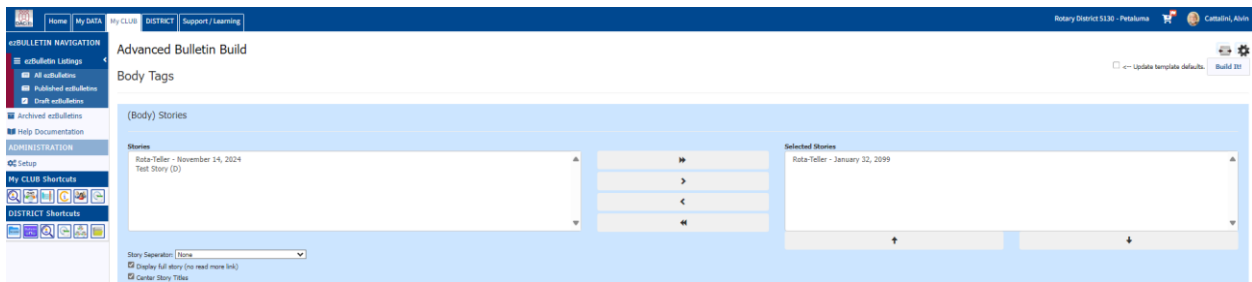 Home My DATA My CLUB DISTRICT Support / Learning Rotary District 5130 - Petaluma Cattalini, Alvin
ezBULLETIN NAVIGATION
ezBulletin Listings
All ezBulletins
Published ezBulletins
Draft ezBulletins
Archived ezBulletins
Help Documentation
ADMINISTRATION
Setup
My CLUB Shortcuts
DISTRICT Shortcuts
Advanced Bulletin Build
<-- Update template defaults. Build It!
Body Tags
(Body) Stories
Stories
Rota-Teller - November 14, 2024
Test Story (D)
Selected Stories
Rota-Teller - January 32, 2099
Story Seperator: None
Display full story (no read more link)
Center Story Titles